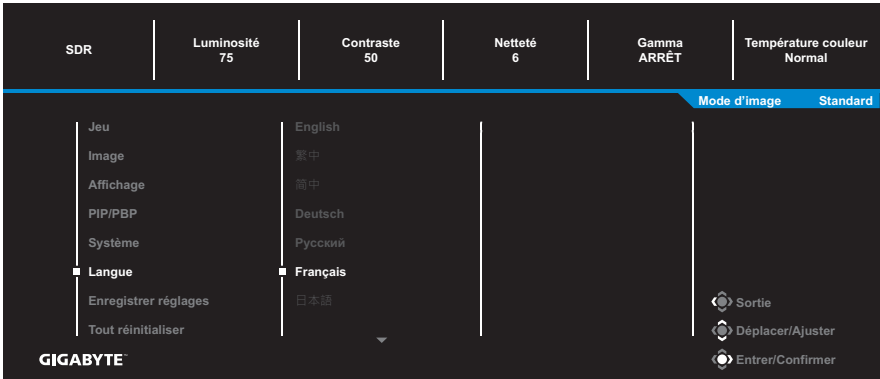 SDR
Luminosité
75
Contraste
50
Netteté
6
Gamma
ARRÊT
Température couleur
Normal
Mode d'image Standard
Jeu
Image
Affichage
PIP/PBP
Système
Langue
Enregistrer réglages
Tout réinitialiser
English
繁中
简中
Deutsch
Русский
Français
日本語
Sortie
Déplacer/Ajuster
Entrer/Confirmer
GIGABYTE™